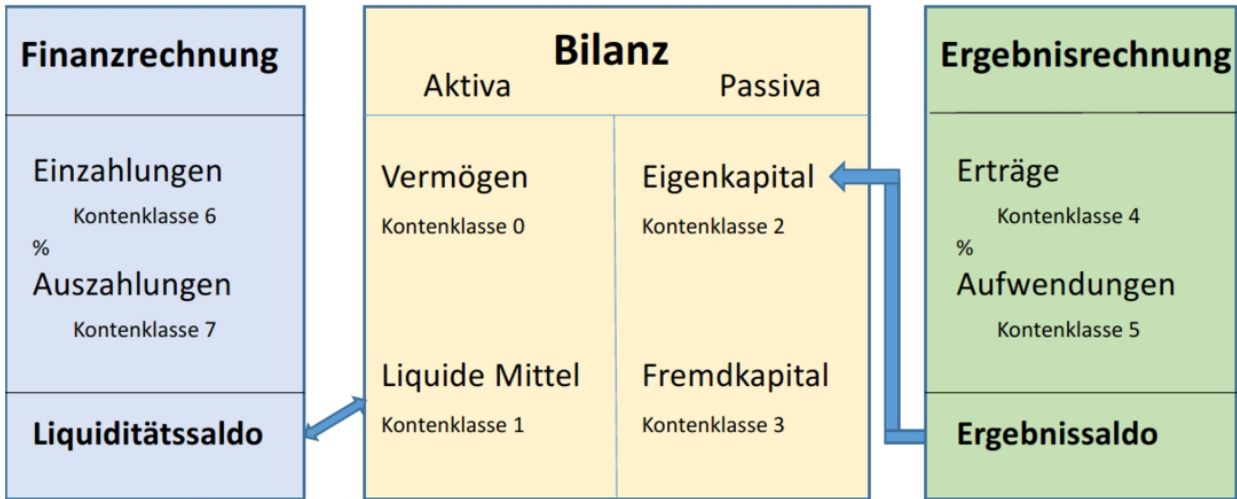 Finanzrechnung
Einzahlungen
Kontenklasse 6
%
Auszahlungen
Kontenklasse 7
Liquiditätssaldo
Bilanz
Aktiva
Passiva
Vermögen
Kontenklasse 0
Liquide Mittel
Kontenklasse 1
Eigenkapital
Kontenklasse 2
Fremdkapital
Kontenklasse 3
Ergebnisrechnung
Erträge
Kontenklasse 4
%
Aufwendungen
Kontenklasse 5
Ergebnissaldo